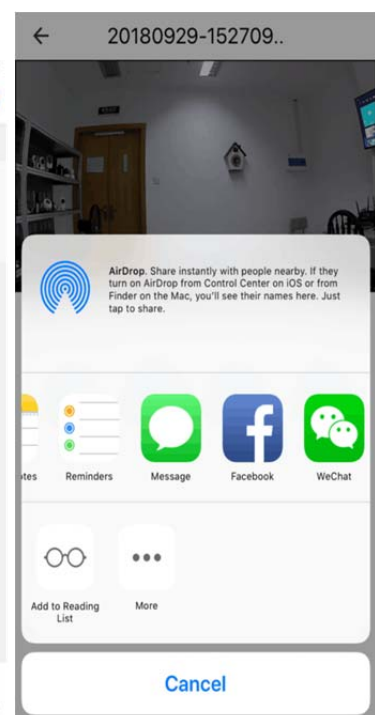 20180929-152709..
AirDrop. Share instantly with people nearby. If they
turn on AirDrop from Control Center on iOS or from
Finder on the Mac, you'll see their names here. Just
tap to share.
tes Reminders Message Facebook WeChat
Add to Reading
List
More
Cancel